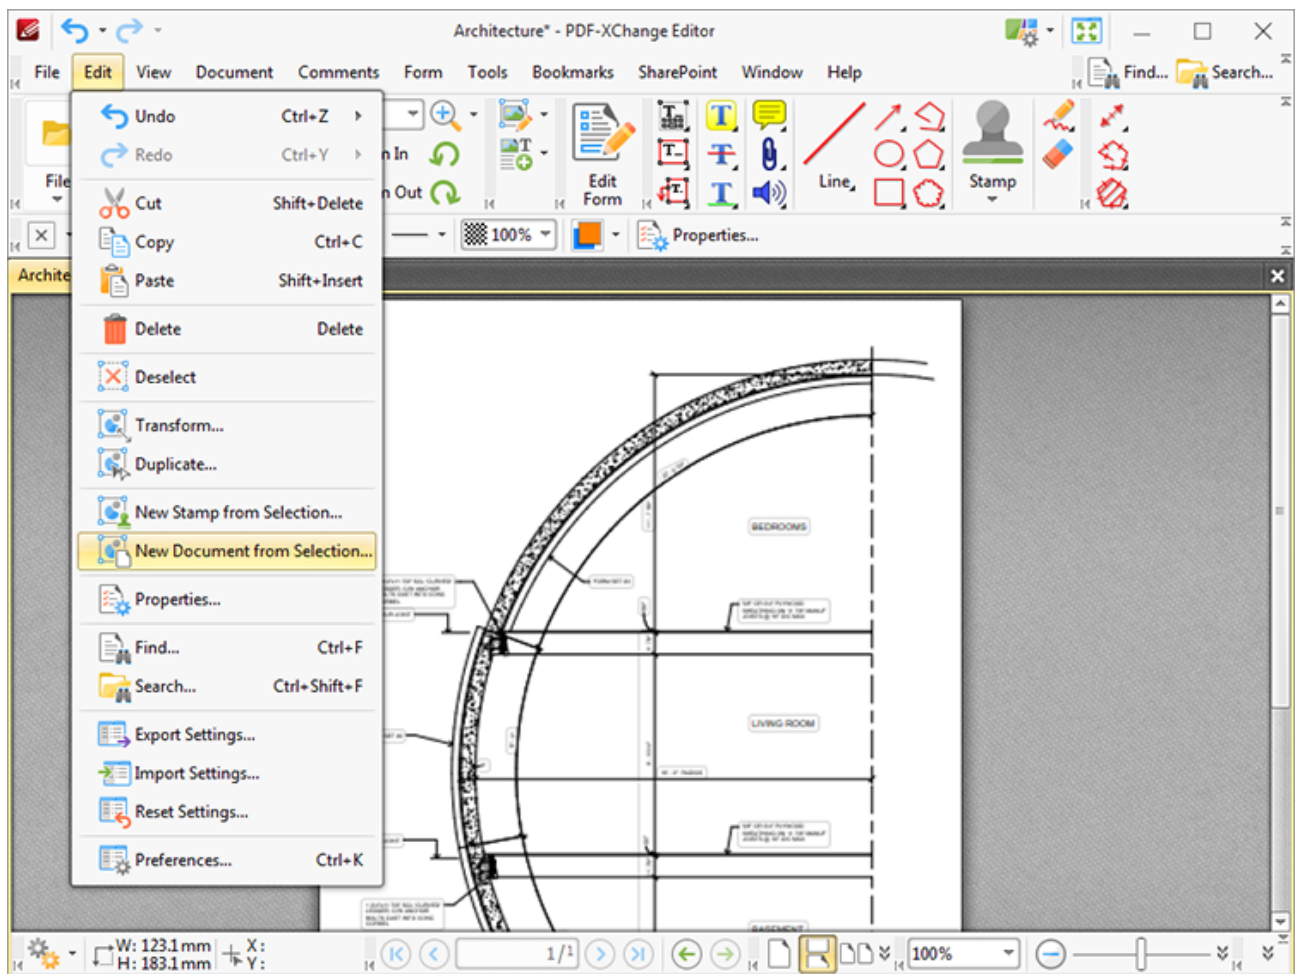 Architecture* - PDF-XChange Editor
File Edit View Document Comments Form Tools Bookmarks SharePoint Window Help
Find... Search...
Undo Ctrl+Z
Redo Ctrl+Y
Cut Shift+Delete
Copy Ctrl+C
Paste Shift+Insert
Delete Delete
Deselect
Transform...
Duplicate...
New Stamp from Selection...
New Document from Selection...
Properties...
Find... Ctrl+F
Search... Ctrl+Shift+F
Export Settings...
Import Settings...
Reset Settings...
Preferences... Ctrl+K
File
n In
n Out
Edit
Form
Line
Stamp
100%
Properties...
Archite
BEDROOMS
LIVING ROOM
BASEMENT
W: 123.1 mm
H: 183.1 mm
X:
Y:
1/1
100%